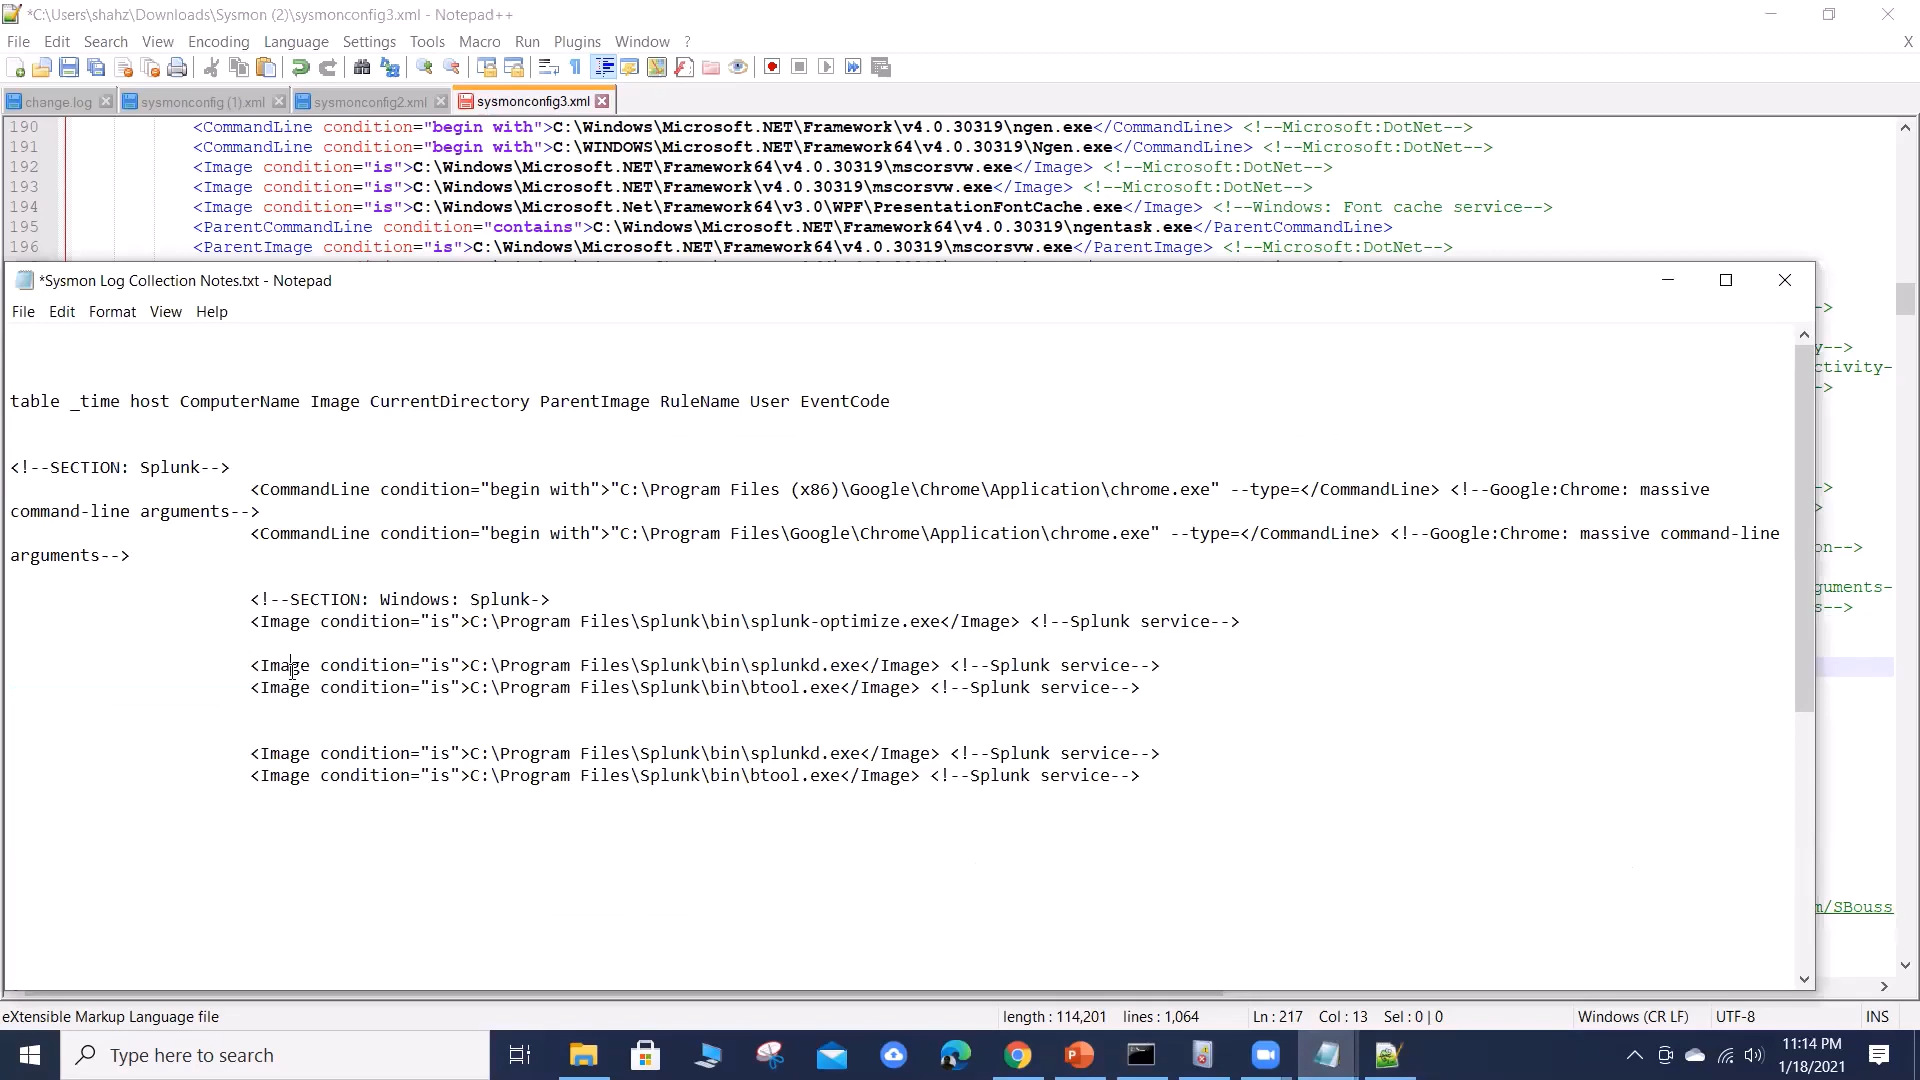 *C:\Users\shahz\Downloads\Sysmon (2)\sysmonconfig3.xml - Notepad++
File Edit Search View Encoding Language Settings Tools Macro Run Plugins Window ? X
change.log sysmonconfig (1).xml sysmonconfig2.xml sysmonconfig3.xml
190 <CommandLine condition="begin with">C:\Windows\Microsoft.NET\Framework\v4.0.30319\ngen.exe</CommandLine> <!--Microsoft:DotNet-->
191 <CommandLine condition="begin with">C:\WINDOWS\Microsoft.NET\Framework64\v4.0.30319\Ngen.exe</CommandLine> <!--Microsoft:DotNet-->
192 <Image condition="is">C:\Windows\Microsoft.NET\Framework64\v4.0.30319\mscorsvw.exe</Image> <!--Microsoft:DotNet-->
193 <Image condition="is">C:\Windows\Microsoft.NET\Framework\v4.0.30319\mscorsvw.exe</Image> <!--Microsoft:DotNet-->
194 <Image condition="is">C:\Windows\Microsoft.Net\Framework64\v3.0\WPF\PresentationFontCache.exe</Image> <!--Windows: Font cache service-->
195 <ParentCommandLine condition="contains">C:\Windows\Microsoft.NET\Framework64\v4.0.30319\ngentask.exe</ParentCommandLine>
196 <ParentImage condition="is">C:\Windows\Microsoft.NET\Framework64\v4.0.30319\mscorsvw.exe</ParentImage> <!--Microsoft:DotNet-->
*Sysmon Log Collection Notes.txt - Notepad
File Edit Format View Help
table _time host ComputerName Image CurrentDirectory ParentImage RuleName User EventCode
<!--SECTION: Splunk-->
<CommandLine condition="begin with">"C:\Program Files (x86)\Google\Chrome\Application\chrome.exe" --type=</CommandLine> <!--Google:Chrome: massive
command-line arguments-->
<CommandLine condition="begin with">"C:\Program Files\Google\Chrome\Application\chrome.exe" --type=</CommandLine> <!--Google:Chrome: massive command-line
arguments-->
<!--SECTION: Windows: Splunk->
<Image condition="is">C:\Program Files\Splunk\bin\splunk-optimize.exe</Image> <!--Splunk service-->
<Image condition="is">C:\Program Files\Splunk\bin\splunkd.exe</Image> <!--Splunk service-->
<Image condition="is">C:\Program Files\Splunk\bin\btool.exe</Image> <!--Splunk service-->
<Image condition="is">C:\Program Files\Splunk\bin\splunkd.exe</Image> <!--Splunk service-->
<Image condition="is">C:\Program Files\Splunk\bin\btool.exe</Image> <!--Splunk service-->
-->
y-->
ctivity-
->
->
>
on-->
guments-
s-->
m/SBouss
eXtensible Markup Language file length : 114,201 lines : 1,064 Ln : 217 Col : 13 Sel : 0 | 0 Windows (CR LF) UTF-8 INS
Type here to search
11:14 PM
1/18/2021